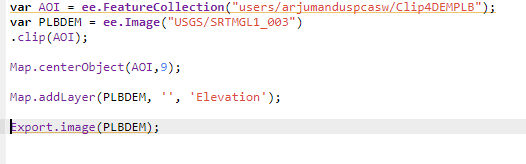 var AOI = ee.FeatureCollection("users/arjumanduspcasw/Clip4DEMPLB");
var PLBDEM = ee.Image("USGS/SRTMGL1_003")
.clip(AOI);
Map.centerObject(AOI,9);
Map.addLayer(PLBDEM, '', 'Elevation');
Export.image(PLBDEM);